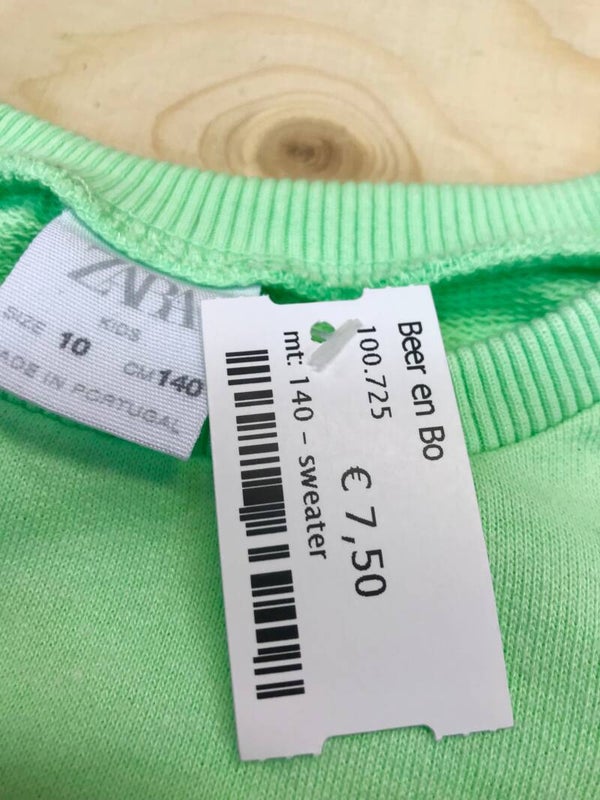 ZARA
KIDS
SIZE 10 CM 140
MADE IN PORTUGAL
Beer en Bo
100.725
€ 7,50
mt: 140 - sweater